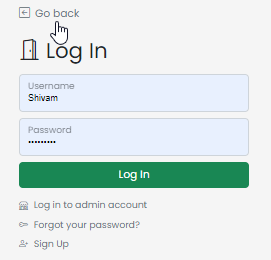 Go back
Log In
Username
Shivam
Password
•••••••••
Log In
Log in to admin account
Forgot your password?
Sign Up